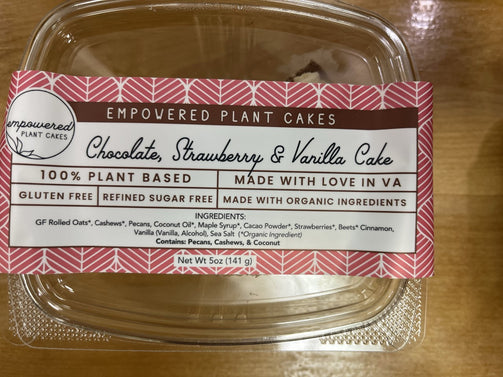 EMPOWERED PLANT CAKES
empowered
PLANT CAKES
Chocolate, Strawberry & Vanilla Cake
100% PLANT BASED
MADE WITH LOVE IN VA
GLUTEN FREE
REFINED SUGAR FREE
MADE WITH ORGANIC INGREDIENTS
INGREDIENTS:
GF Rolled Oats*, Cashews*, Pecans, Coconut Oil*, Maple Syrup*, Cacao Powder*, Strawberries*, Beets* Cinnamon,
Vanilla (Vanilla, Alcohol), Sea Salt (*Organic Ingredient)
Contains: Pecans, Cashews, & Coconut
Net Wt 5oz (141 g)